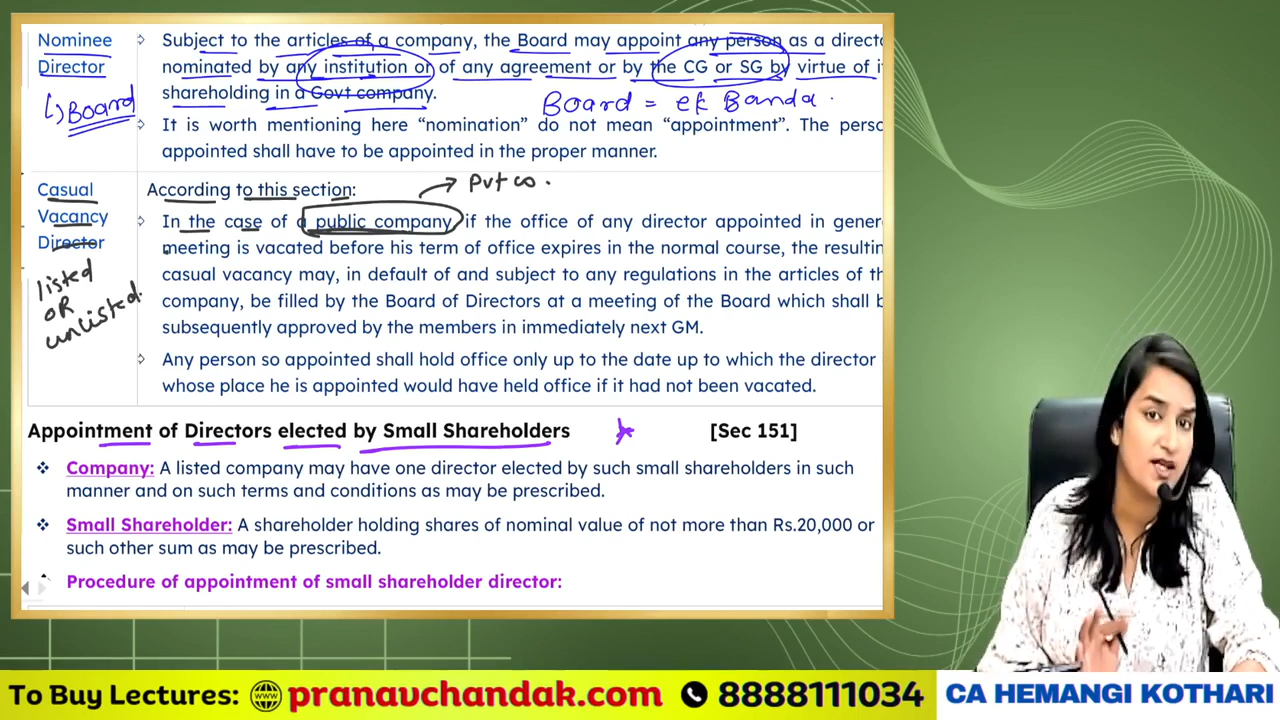 Nominee
Director
Subject to the articles of a company, the Board may appoint any person as a directo
nominated by any institution or of any agreement or by the CG or SG by virtue of i
shareholding in a Govt company.
↳ Board
Board = ek Banda.
It is worth mentioning here “nomination” do not mean “appointment”. The perso
appointed shall have to be appointed in the proper manner.
Casual
Vacancy
Director
listed
OR
unlisted.
According to this section:
→ Pvt co.
In the case of a public company, if the office of any director appointed in gener
meeting is vacated before his term of office expires in the normal course, the resultin
casual vacancy may, in default of and subject to any regulations in the articles of th
company, be filled by the Board of Directors at a meeting of the Board which shall b
subsequently approved by the members in immediately next GM.
Any person so appointed shall hold office only up to the date up to which the director
whose place he is appointed would have held office if it had not been vacated.
Appointment of Directors elected by Small Shareholders [Sec 151]
Company: A listed company may have one director elected by such small shareholders in such
manner and on such terms and conditions as may be prescribed.
Small Shareholder: A shareholder holding shares of nominal value of not more than Rs.20,000 or
such other sum as may be prescribed.
Procedure of appointment of small shareholder director:
To Buy Lectures: pranavchandak.com 8888111034 CA HEMANGI KOTHARI